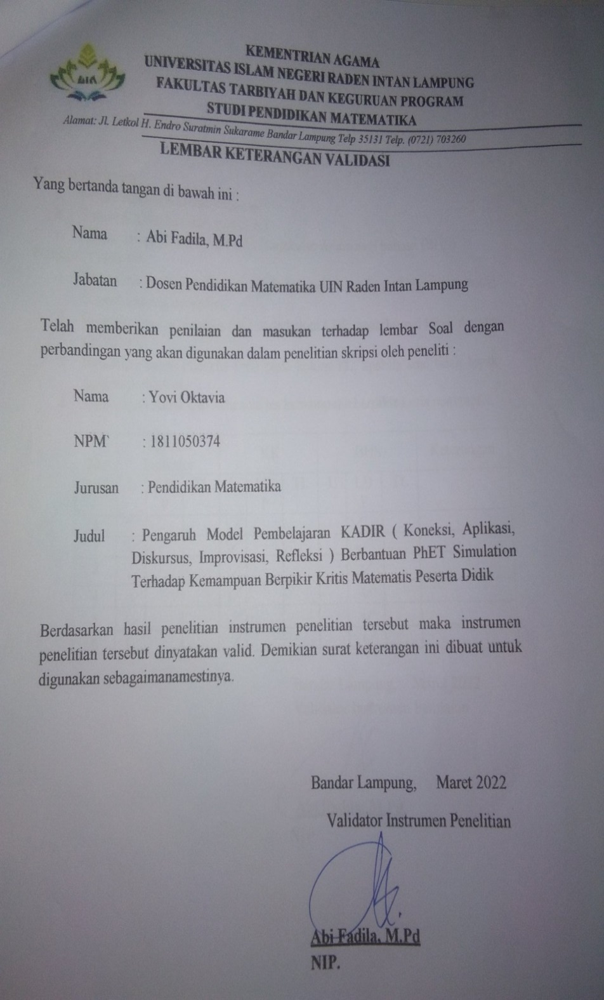 UIN
KEMENTRIAN AGAMA
UNIVERSITAS ISLAM NEGERI RADEN INTAN LAMPUNG
FAKULTAS TARBIYAH DAN KEGURUAN PROGRAM
STUDI PENDIDIKAN MATEMATIKA
Alamat: Jl. Letkol H. Endro Suratmin Sukarame Bandar Lampung Telp 35131 Telp. (0721) 703260
LEMBAR KETERANGAN VALIDASI
Yang bertanda tangan di bawah ini :
Nama : Abi Fadila, M.Pd
Jabatan : Dosen Pendidikan Matematika UIN Raden Intan Lampung
Telah memberikan penilaian dan masukan terhadap lembar Soal dengan
perbandingan yang akan digunakan dalam penelitian skripsi oleh peneliti :
Nama : Yovi Oktavia
NPM` : 1811050374
Jurusan : Pendidikan Matematika
Judul : Pengaruh Model Pembelajaran KADIR ( Koneksi, Aplikasi,
Diskursus, Improvisasi, Refleksi ) Berbantuan PhET Simulation
Terhadap Kemampuan Berpikir Kritis Matematis Peserta Didik
Berdasarkan hasil penelitian instrumen penelitian tersebut maka instrumen
penelitian tersebut dinyatakan valid. Demikian surat keterangan ini dibuat untuk
digunakan sebagaimanamestinya.
Bandar Lampung, Maret 2022
Validator Instrumen Penelitian
Abi Fadila, M.Pd
NIP.